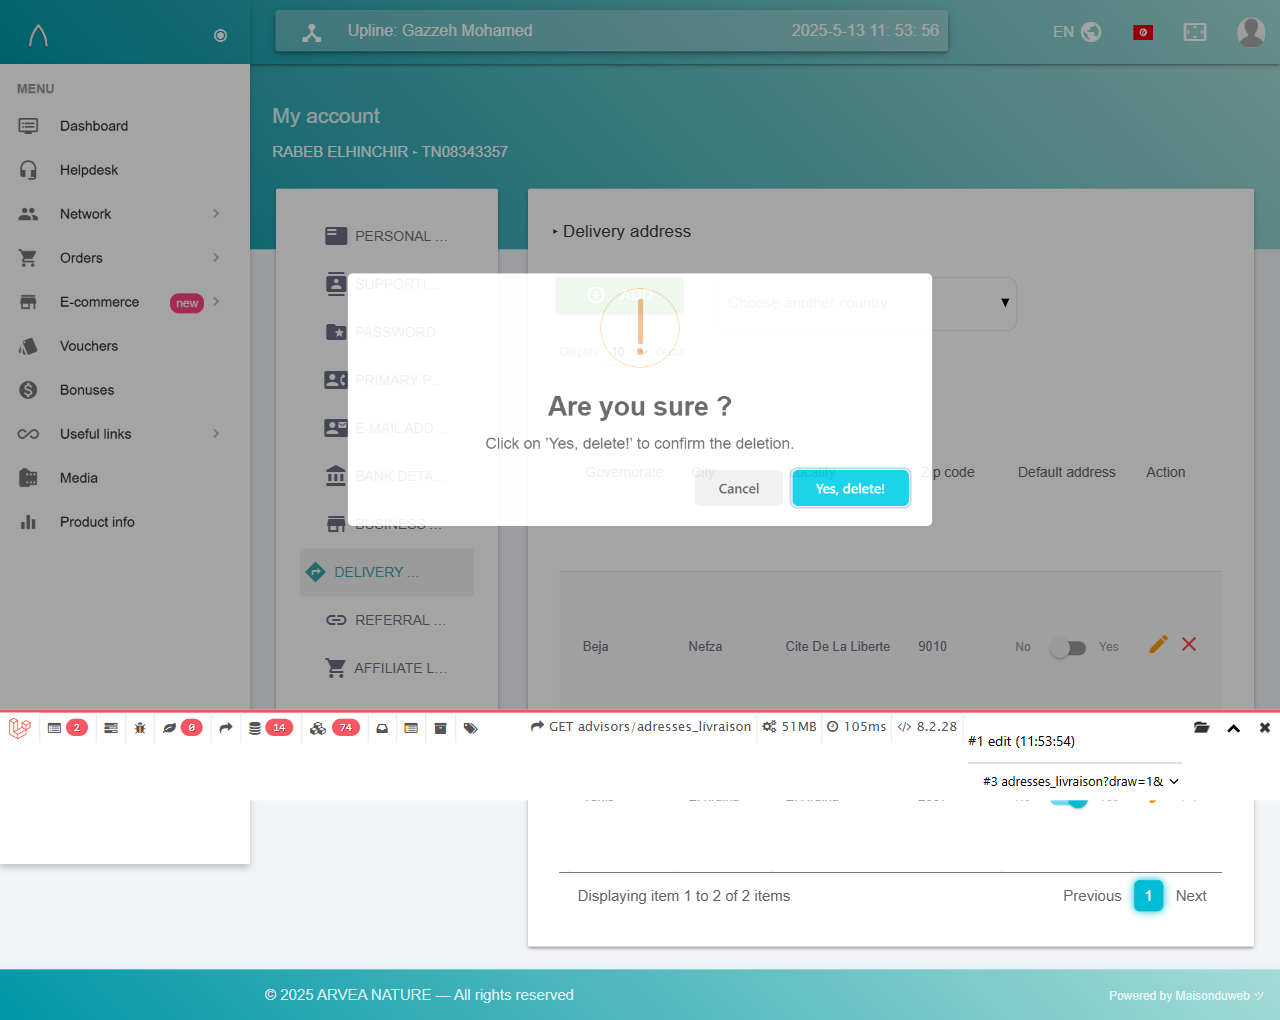 Upline: Gazzeh Mohamed
2025-5-13 11: 53: 56
EN
MENU
Dashboard
Helpdesk
Network
Orders
E-commerce new
Vouchers
Bonuses
Useful links
Media
Product info
My account
RABEB ELHINCHIR - TN08343357
PERSONAL ...
SUPPORTI...
PASSWORD
PRIMARY P...
E-MAIL ADD...
BANK DETA...
BUSINESS ...
DELIVERY ...
REFERRAL ...
AFFILIATE L...
Delivery address
ADD
Choose another country
Display 10 items
Are you sure ?
Click on 'Yes, delete!' to confirm the deletion.
Governorate City Locality Zip code Default address Action
Cancel
Yes, delete!
Beja Nefza Cite De La Liberte 9010 No Yes
2 0 14 74 GET advisors/adresses_livraison 51MB 105ms 8.2.28
#1 edit (11:53:54)
#3 adresses_livraison?draw=1&
Displaying item 1 to 2 of 2 items
Previous 1 Next
© 2025 ARVEA NATURE — All rights reserved
Powered by Maisonduweb ツ